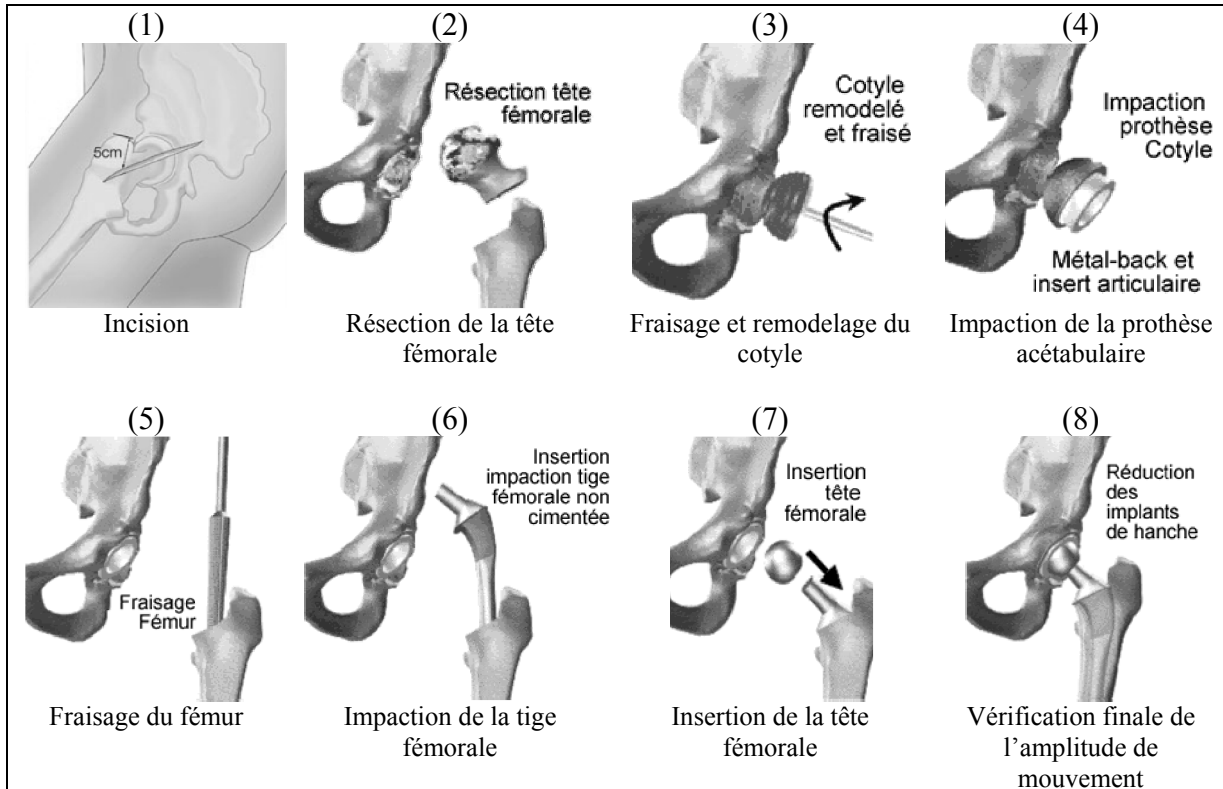 (1)
5cm
Incision
(2)
Résection tête
fémorale
Résection de la tête
fémorale
(3)
Cotyle
remodelé
et fraisé
Fraisage et remodelage du
cotyle
(4)
Impaction
prothèse
Cotyle
Métal-back et
insert articulaire
Impaction de la prothèse
acétabulaire
(5)
Fraisage
Fémur
Fraisage du fémur
(6)
Insertion
impaction tige
fémorale non
cimentée
Impaction de la tige
fémorale
(7)
Insertion
tête
fémorale
Insertion de la tête
fémorale
(8)
Réduction
des
implants
de hanche
Vérification finale de
l’amplitude de
mouvement